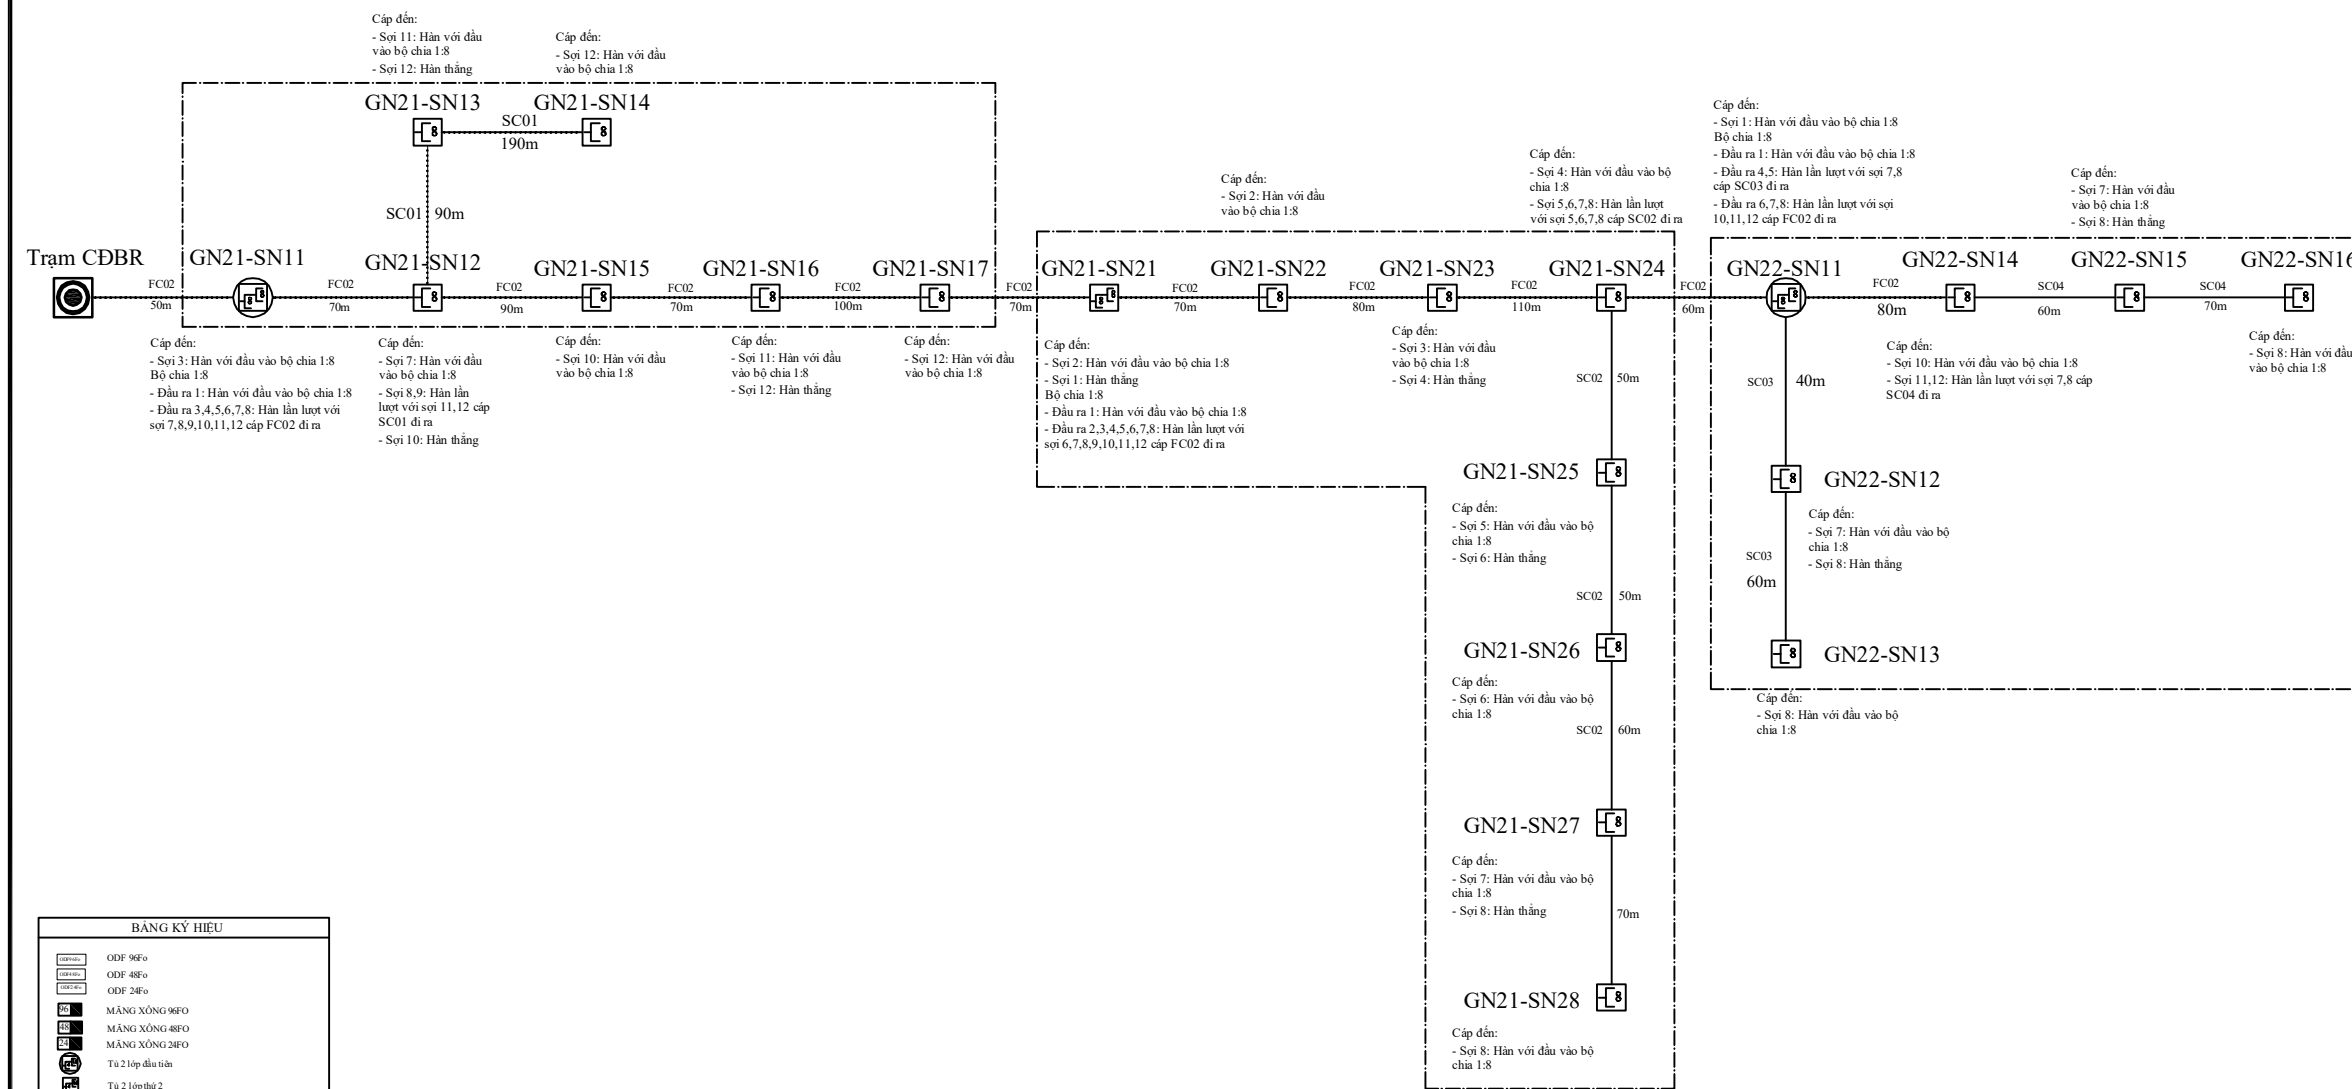 Cáp đến:
- Sợi 11: Hàn với đầu
vào bộ chia 1:8
- Sợi 12: Hàn thẳng
Cáp đến:
- Sợi 12: Hàn với đầu
vào bộ chia 1:8
GN21-SN13
GN21-SN14
SC01
190m
SC01
90m
Cáp đến:
- Sợi 2: Hàn với đầu
vào bộ chia 1:8
Cáp đến:
- Sợi 4: Hàn với đầu vào bộ
chia 1:8
- Sợi 5,6,7,8: Hàn lần lượt
với sợi 5,6,7,8 cáp SC02 đi ra
Cáp đến:
- Sợi 1: Hàn với đầu vào bộ chia 1:8
Bộ chia 1:8
- Đầu ra 1: Hàn với đầu vào bộ chia 1:8
- Đầu ra 4,5: Hàn lần lượt với sợi 7,8
cáp SC03 đi ra
- Đầu ra 6,7,8: Hàn lần lượt với sợi
10,11,12 cáp FC02 đi ra
Cáp đến:
- Sợi 7: Hàn với đầu
vào bộ chia 1:8
- Sợi 8: Hàn thẳng
Trạm CĐBR
GN21-SN11
GN21-SN12
GN21-SN15
GN21-SN16
GN21-SN17
GN21-SN21
GN21-SN22
GN21-SN23
GN21-SN24
GN22-SN11
GN22-SN14
GN22-SN15
GN22-SN16
FC02
50m
FC02
70m
FC02
90m
FC02
70m
FC02
100m
FC02
70m
FC02
70m
FC02
80m
FC02
110m
FC02
60m
FC02
80m
SC04
60m
SC04
70m
Cáp đến:
- Sợi 3: Hàn với đầu vào bộ chia 1:8
Bộ chia 1:8
- Đầu ra 1: Hàn với đầu vào bộ chia 1:8
- Đầu ra 3,4,5,6,7,8: Hàn lần lượt với
sợi 7,8,9,10,11,12 cáp FC02 đi ra
Cáp đến:
- Sợi 7: Hàn với đầu
vào bộ chia 1:8
- Sợi 8,9: Hàn lần
lượt với sợi 11,12 cáp
SC01 đi ra
- Sợi 10: Hàn thẳng
Cáp đến:
- Sợi 10: Hàn với đầu
vào bộ chia 1:8
Cáp đến:
- Sợi 11: Hàn với đầu
vào bộ chia 1:8
- Sợi 12: Hàn thẳng
Cáp đến:
- Sợi 12: Hàn với đầu
vào bộ chia 1:8
Cáp đến:
- Sợi 2: Hàn với đầu vào bộ chia 1:8
- Sợi 1: Hàn thẳng
Bộ chia 1:8
- Đầu ra 1: Hàn với đầu vào bộ chia 1:8
- Đầu ra 2,3,4,5,6,7,8: Hàn lần lượt với
sợi 6,7,8,9,10,11,12 cáp FC02 đi ra
Cáp đến:
- Sợi 3: Hàn với đầu
vào bộ chia 1:8
- Sợi 4: Hàn thẳng
Cáp đến:
- Sợi 10: Hàn với đầu vào bộ chia 1:8
- Sợi 11,12: Hàn lần lượt với sợi 7,8 cáp
SC04 đi ra
Cáp đến:
- Sợi 8: Hàn với đầu
vào bộ chia 1:8
SC02
50m
SC03
40m
GN21-SN25
Cáp đến:
- Sợi 5: Hàn với đầu vào bộ
chia 1:8
- Sợi 6: Hàn thẳng
GN22-SN12
Cáp đến:
- Sợi 7: Hàn với đầu vào bộ
chia 1:8
- Sợi 8: Hàn thẳng
SC03
60m
SC02
50m
GN21-SN26
Cáp đến:
- Sợi 6: Hàn với đầu vào bộ
chia 1:8
GN22-SN13
Cáp đến:
- Sợi 8: Hàn với đầu vào bộ
chia 1:8
SC02
60m
GN21-SN27
Cáp đến:
- Sợi 7: Hàn với đầu vào bộ
chia 1:8
- Sợi 8: Hàn thẳng
70m
GN21-SN28
Cáp đến:
- Sợi 8: Hàn với đầu vào bộ
chia 1:8
BẢNG KÝ HIỆU
ODF96Fo ODF 96Fo
ODF48Fo ODF 48Fo
ODF24Fo ODF 24Fo
96 MĂNG XÔNG 96FO
48 MĂNG XÔNG 48FO
24 MĂNG XÔNG 24FO
Tủ 2 lớp đầu tiên
Tủ 2 lớp thứ 2